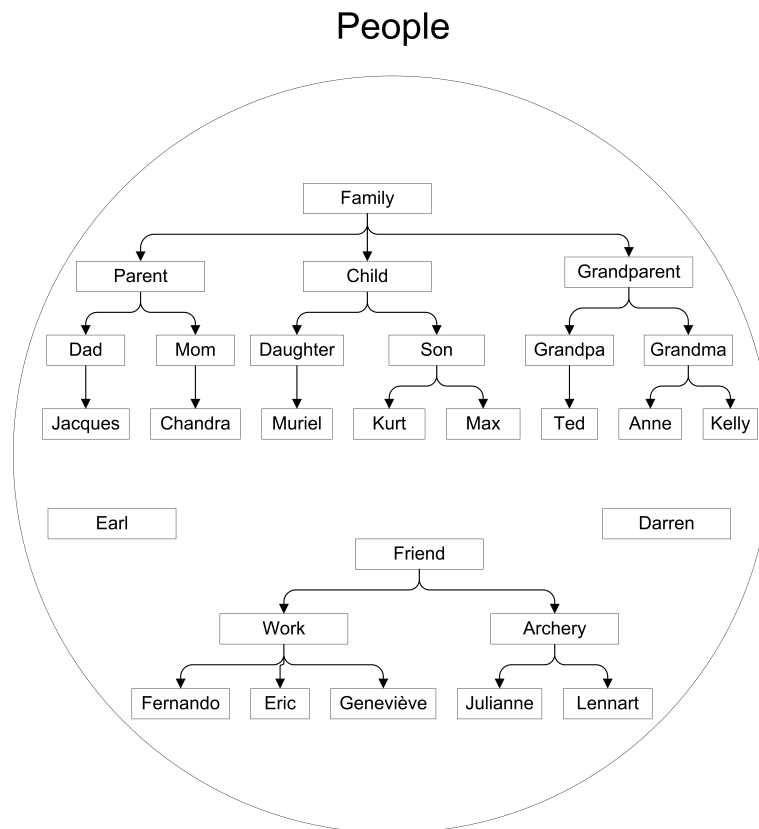 People
Family
Parent
Child
Grandparent
Dad
Mom
Daughter
Son
Grandpa
Grandma
Jacques
Chandra
Muriel
Kurt
Max
Ted
Anne
Kelly
Earl
Darren
Friend
Work
Archery
Fernando
Eric
Geneviève
Julianne
Lennart